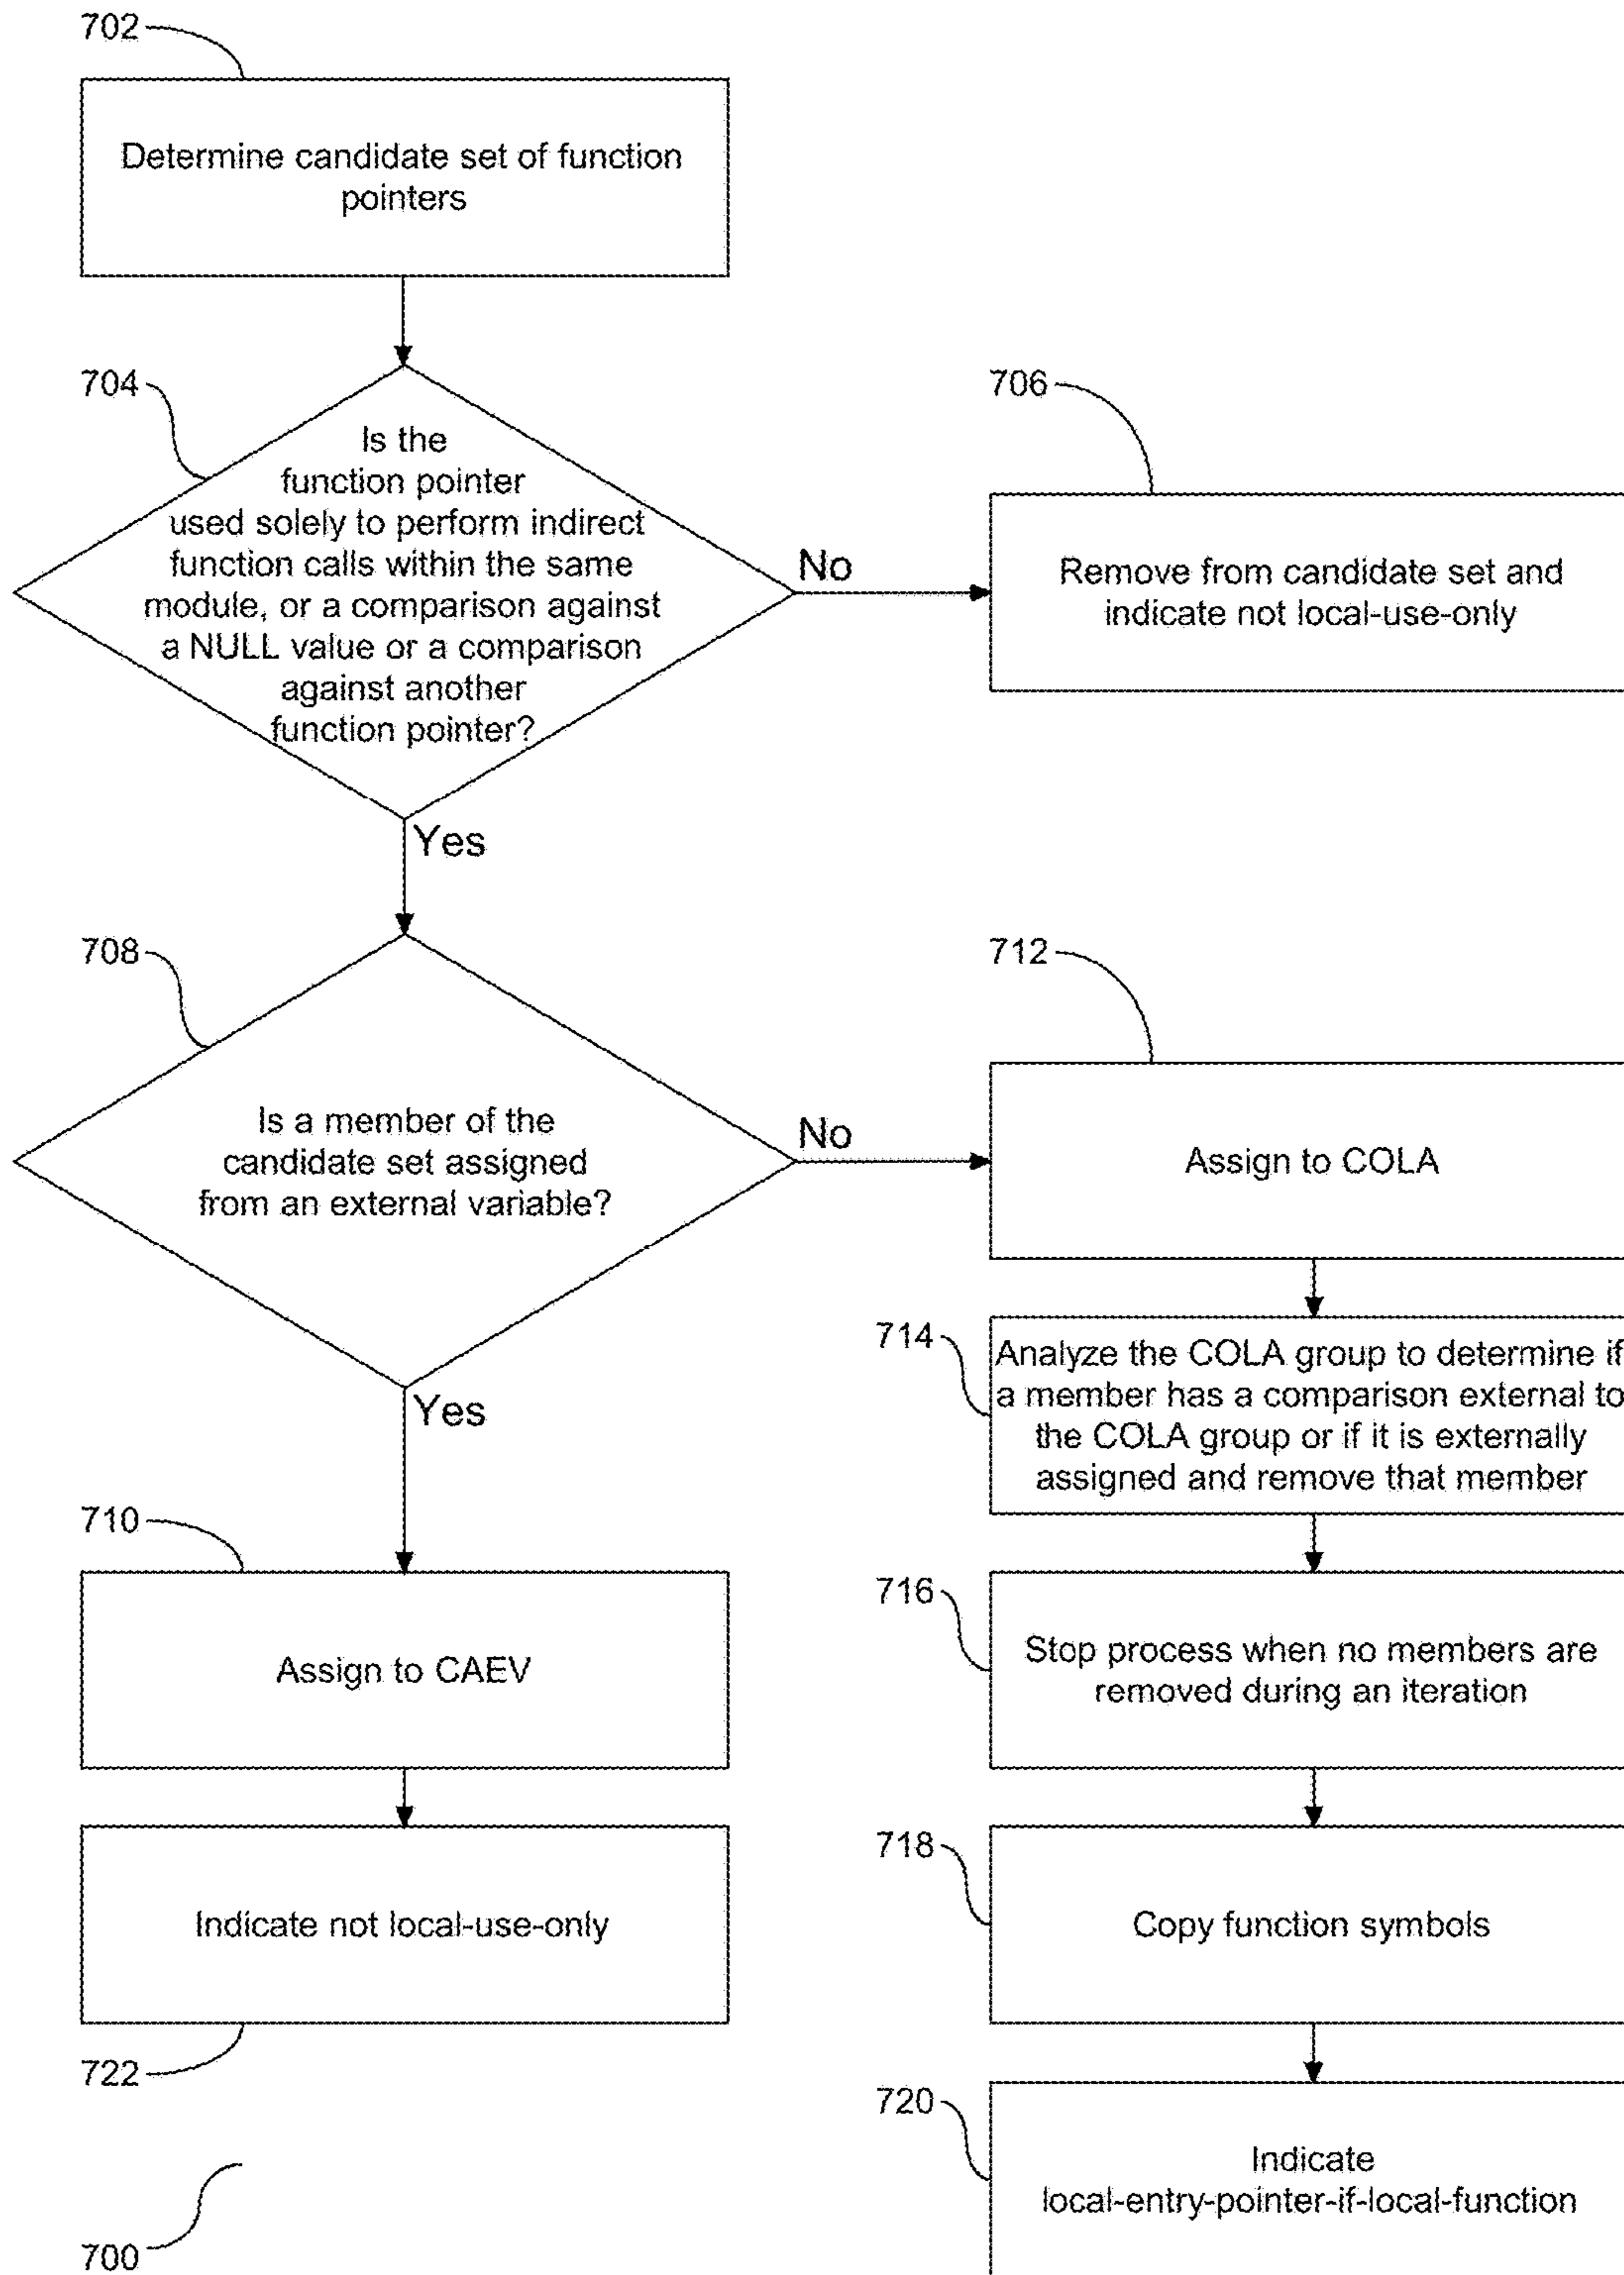 702
Determine candidate set of function
pointers
704
Is the
function pointer
used solely to perform indirect
function calls within the same
module, or a comparison against
a NULL value or a comparison
against another
function pointer?
No
706
Remove from candidate set and
indicate not local-use-only
Yes
708
Is a member of the
candidate set assigned
from an external variable?
No
712
Assign to COLA
Yes
714
Analyze the COLA group to determine if
a member has a comparison external to
the COLA group or if it is externally
assigned and remove that member
710
Assign to CAEV
716
Stop process when no members are
removed during an iteration
Indicate not local-use-only
722
718
Copy function symbols
720
Indicate
local-entry-pointer-if-local-function
700